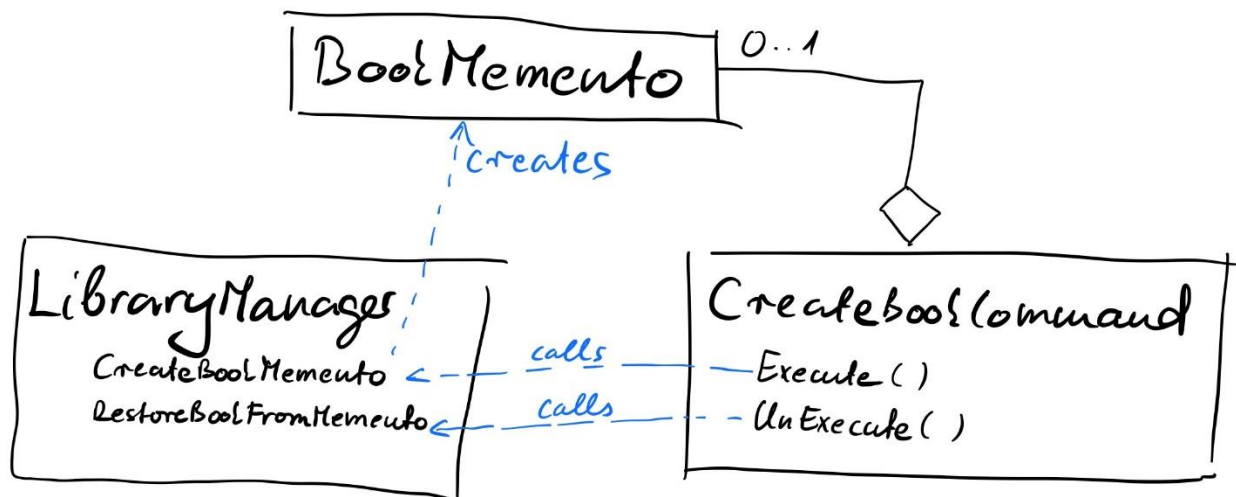 BookMemento
0..1
creates
LibraryManager
CreateBookMemento
RestoreBookFromMemento
calls
calls
CreateBookCommand
Execute ( )
UnExecute ( )